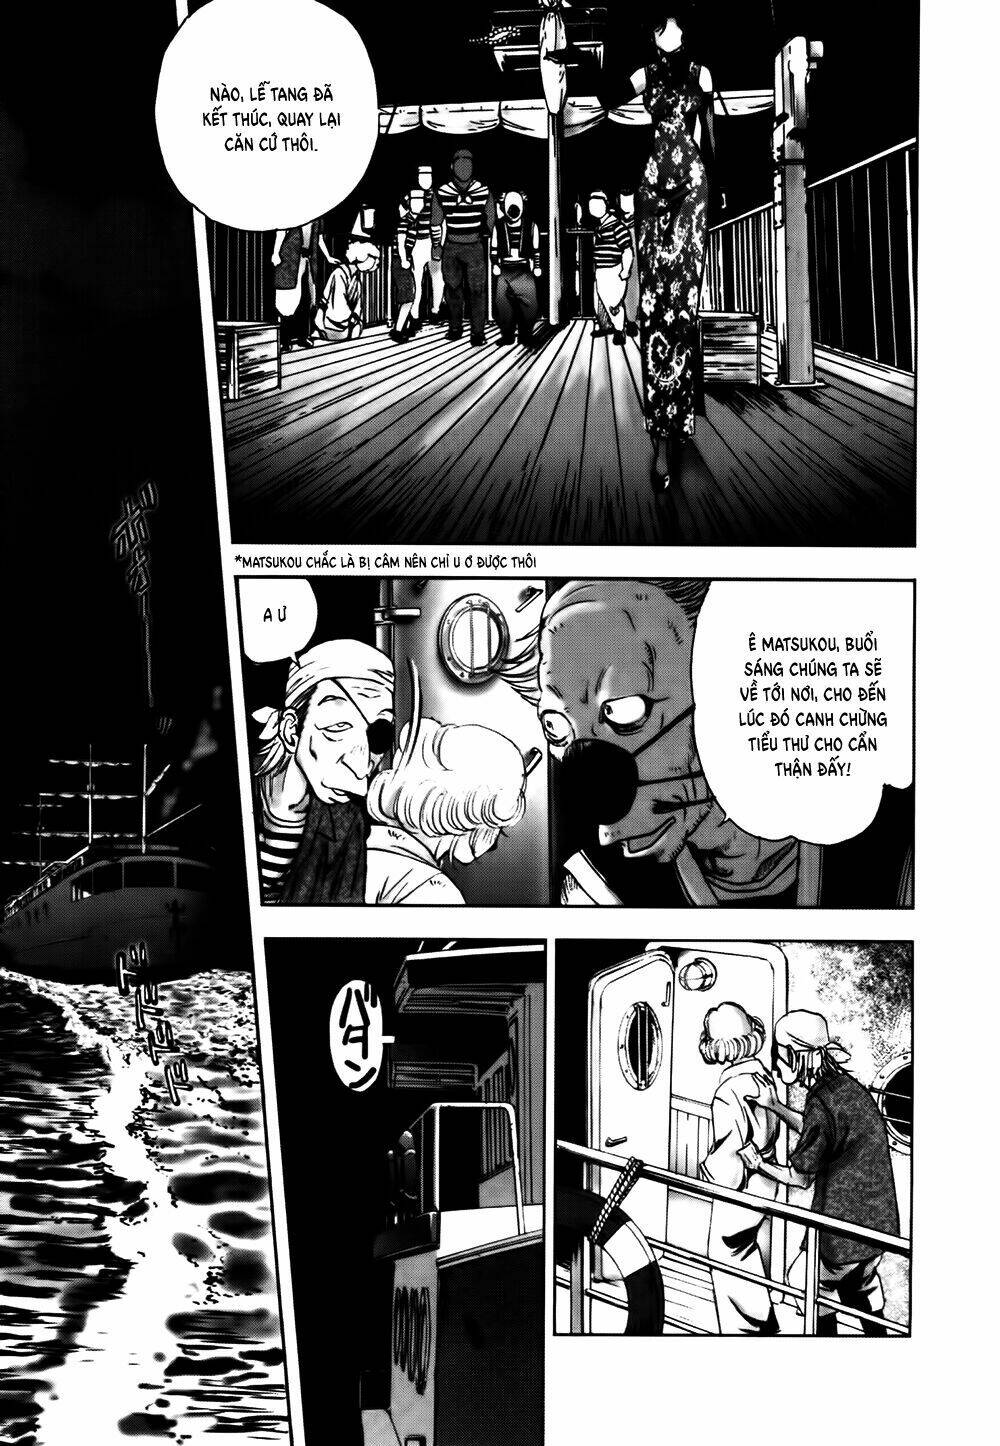 NÀO, LỄ TANG ĐÃ
KẾT THÚC, QUAY LẠI
CĂN CỨ THÔI.
*MATSUKOU CHẮC LÀ BỊ CÂM NÊN CHỈ U Ơ ĐƯỢC THÔI
A Ư
Ê MATSUKOU, BUỔI
SÁNG CHÚNG TA SẼ
VỀ TỚI NƠI, CHO ĐẾN
LÚC ĐÓ CANH CHỪNG
TIỂU THƯ CHO CẨN
THẬN ĐẤY!
バタン